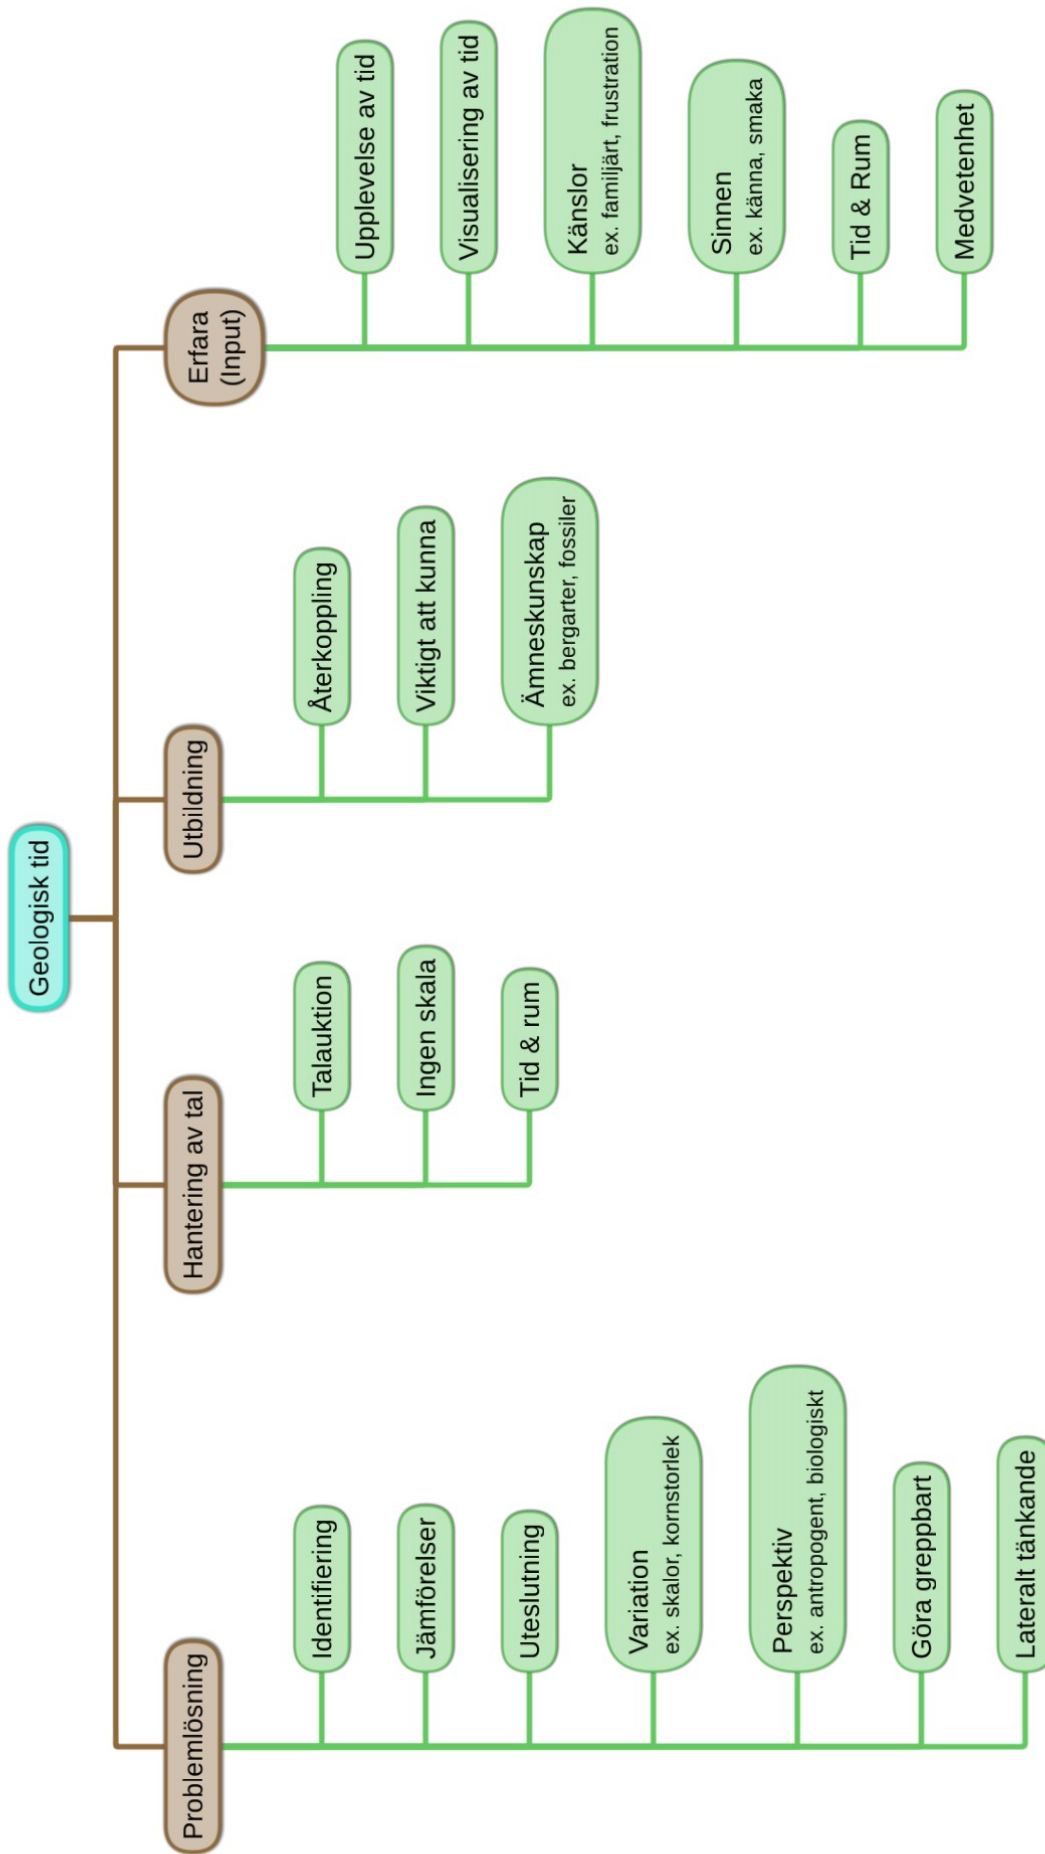 Geologisk tid
Problemlösning
Identifiering
Jämförelser
Uteslutning
Variation
ex. skalor, kornstorlek
Perspektiv
ex. antropogent, biologiskt
Göra greppbart
Lateralt tänkande
Hantering av tal
Talauktion
Ingen skala
Tid & rum
Utbildning
Återkoppling
Viktigt att kunna
Ämneskunskap
ex. bergarter, fossiler
Erfara
(Input)
Upplevelse av tid
Visualisering av tid
Känslor
ex. familjärt, frustration
Sinnen
ex. känna, smaka
Tid & Rum
Medvetenhet